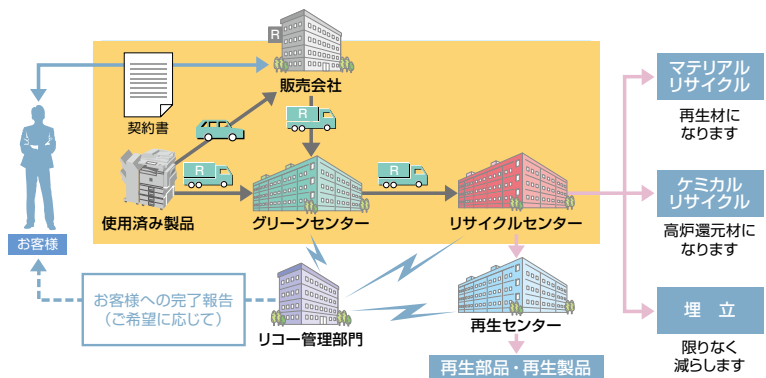 R
販売会社
契約書
R
R
R
使用済み製品
グリーンセンター
リサイクルセンター
お客様
お客様への完了報告
（ご希望に応じて）
リコー管理部門
再生センター
再生部品・再生製品
マテリアル
リサイクル
再生材に
なります
ケミカル
リサイクル
高炉還元材に
なります
埋　立
限りなく
減らします